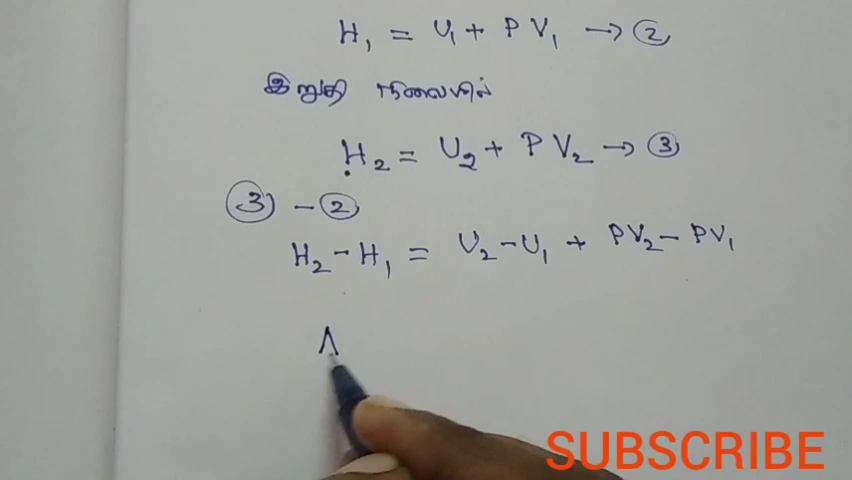 H₁ = U₁ + PV₁ → ②
இறுதி நிலையில்
H₂ = U₂ + PV₂ → ③
③ - ②
H₂ - H₁ = U₂ - U₁ + PV₂ - PV₁
SUBSCRIBE